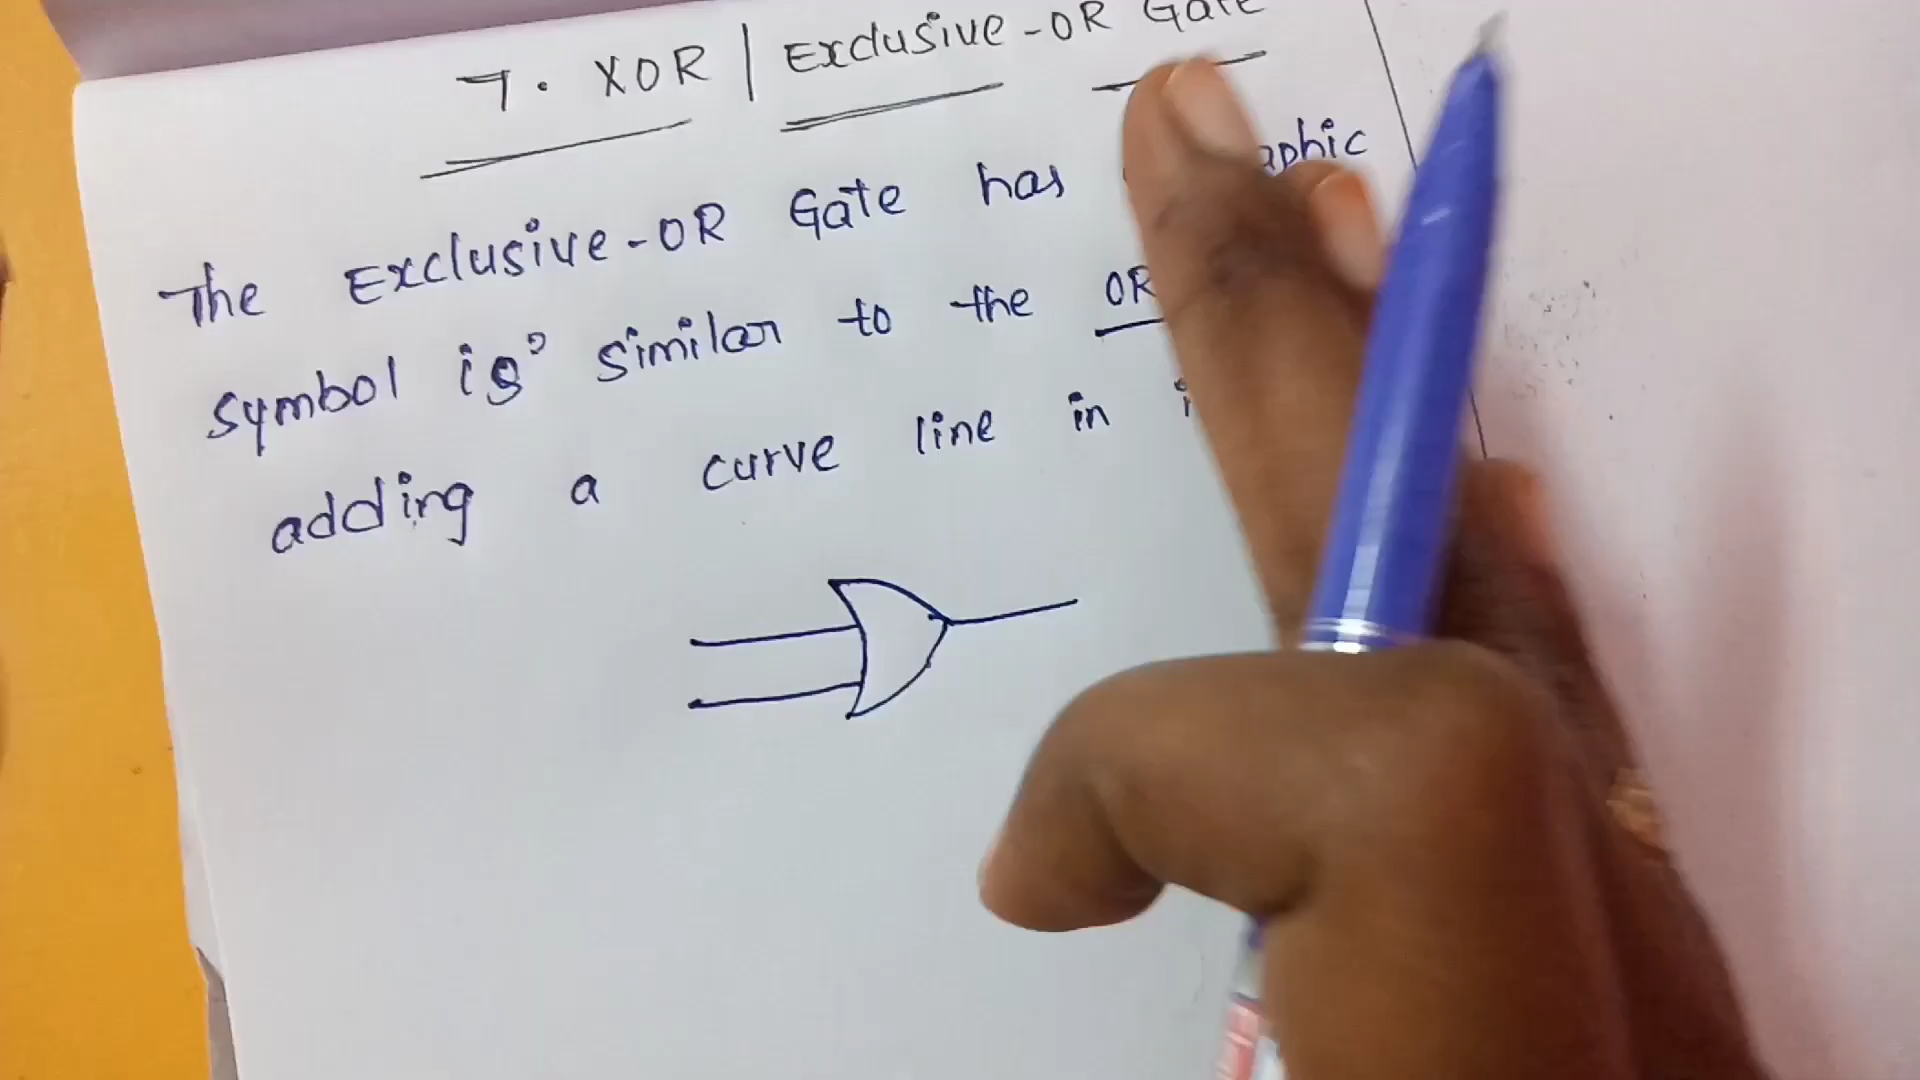 7. XOR | Exclusive-OR Gate
The Exclusive-OR Gate has
symbol is similar to the OR
adding a curve line in